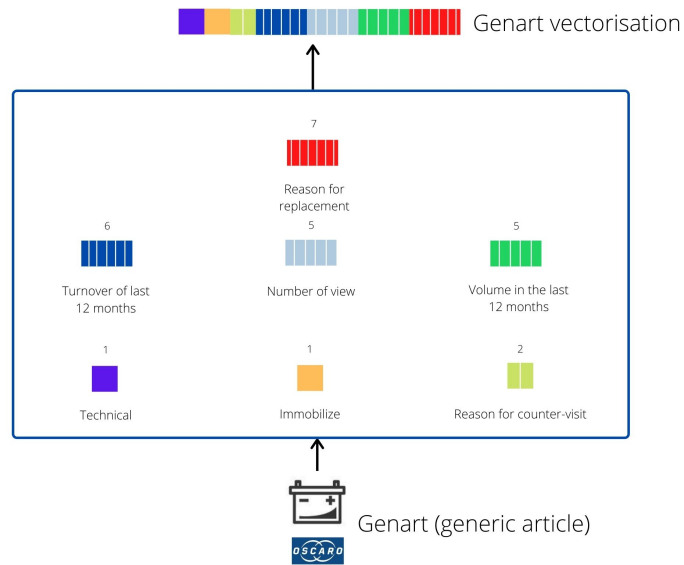 Genart vectorisation
7
Reason for
replacement
6
5
5
Turnover of last
12 months
Number of view
Volume in the last
12 months
1
1
2
Technical
Immobilize
Reason for counter-visit
Genart (generic article)
OSCARO